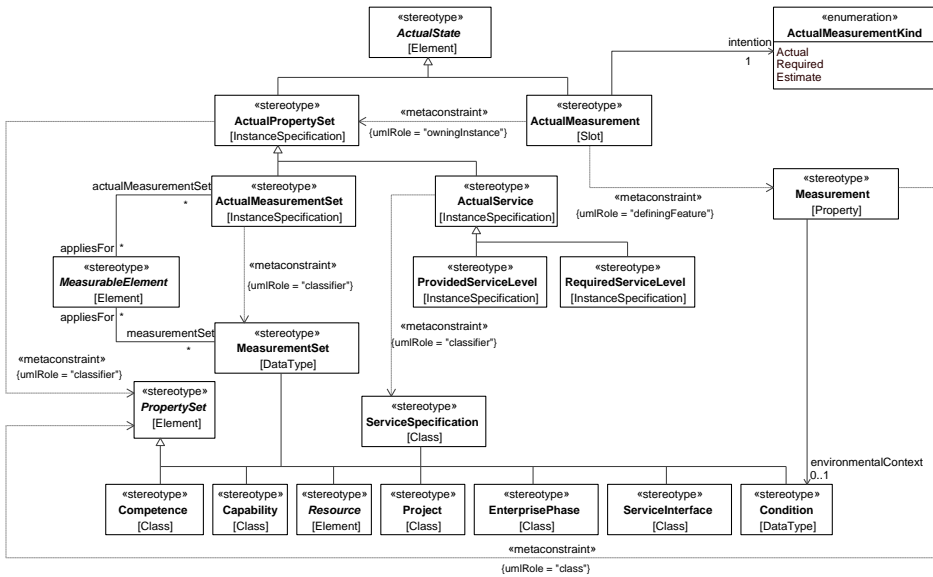 «stereotype»
ActualState
[Element]
«enumeration»
ActualMeasurementKind
Actual
Required
Estimate
intention
1
«stereotype»
ActualPropertySet
[InstanceSpecification]
«metaconstraint»
{umlRole = "owningInstance"}
«stereotype»
ActualMeasurement
[Slot]
actualMeasurementSet
*
«stereotype»
ActualMeasurementSet
[InstanceSpecification]
«stereotype»
ActualService
[InstanceSpecification]
«metaconstraint»
{umlRole = "definingFeature"}
«stereotype»
Measurement
[Property]
appliesFor
*
«stereotype»
MeasurableElement
[Element]
appliesFor
*
«metaconstraint»
{umlRole = "classifier"}
«stereotype»
ProvidedServiceLevel
[InstanceSpecification]
«stereotype»
RequiredServiceLevel
[InstanceSpecification]
measurementSet
*
«stereotype»
MeasurementSet
[DataType]
«metaconstraint»
{umlRole = "classifier"}
«metaconstraint»
{umlRole = "classifier"}
«stereotype»
PropertySet
[Element]
«stereotype»
ServiceSpecification
[Class]
environmentalContext
0..1
«stereotype»
Competence
[Class]
«stereotype»
Capability
[Class]
«stereotype»
Resource
[Element]
«stereotype»
Project
[Class]
«stereotype»
EnterprisePhase
[Class]
«stereotype»
ServiceInterface
[Class]
«stereotype»
Condition
[DataType]
«metaconstraint»
{umlRole = "class"}